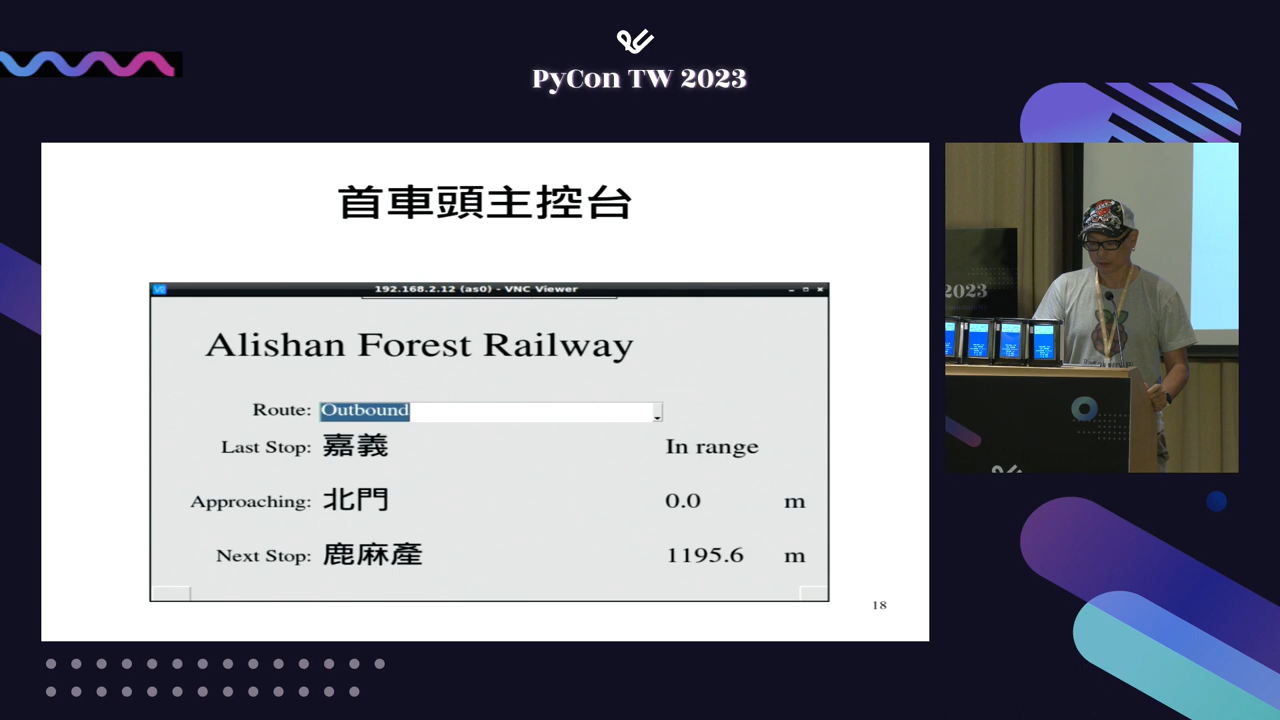 PyCon TW 2023
首車頭主控台
192.168.2.12 (as0) - VNC Viewer
Alishan Forest Railway
Route: Outbound
Last Stop: 嘉義 In range
Approaching: 北門 0.0 m
Next Stop: 鹿麻產 1195.6 m
18
2023